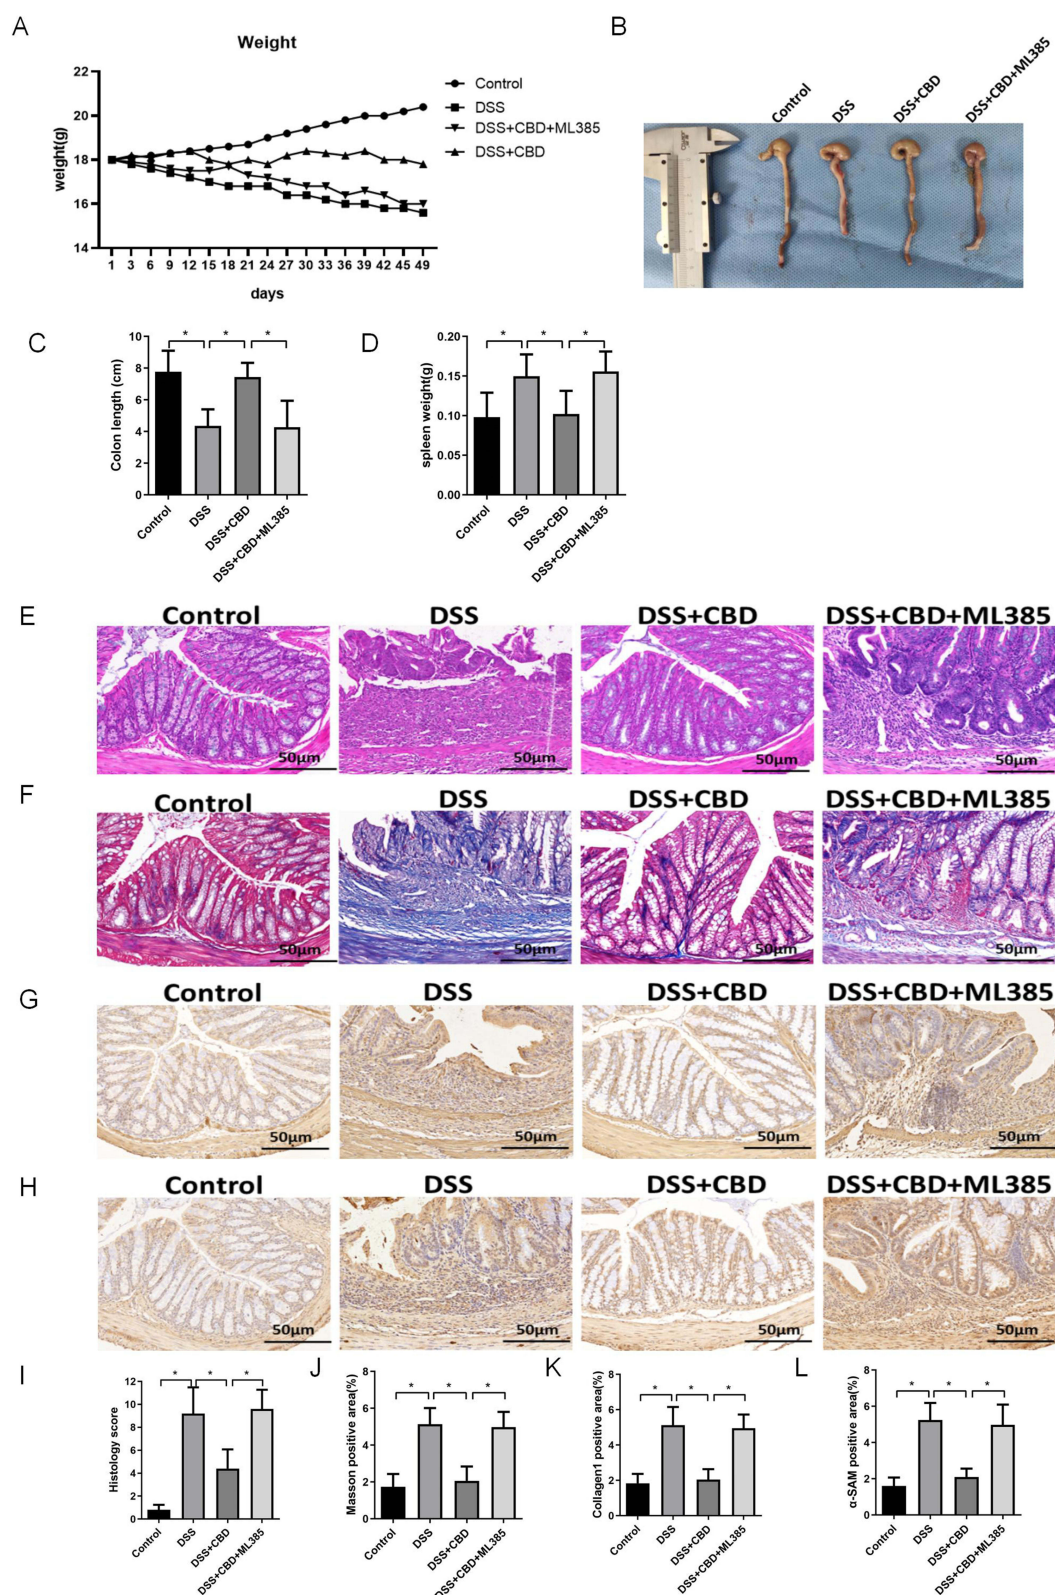 A
Weight
weight(g)
22
20
18
16
14
1 3 6 9 12 15 18 21 24 27 30 33 36 39 42 45 49
days
Control
DSS
DSS+CBD+ML385
DSS+CBD
B
Control
DSS
DSS+CBD
DSS+CBD+ML385
C
Colon length (cm)
10
8
6
4
2
0
* * *
Control
DSS
DSS+CBD
DSS+CBD+ML385
D
spleen weight(g)
0.20
0.15
0.10
0.05
0.00
* * *
Control
DSS
DSS+CBD
DSS+CBD+ML385
E
Control DSS DSS+CBD DSS+CBD+ML385
50μm 50μm 50μm 50μm
F
Control DSS DSS+CBD DSS+CBD+ML385
50μm 50μm 50μm 50μm
G
Control DSS DSS+CBD DSS+CBD+ML385
50μm 50μm 50μm 50μm
H
Control DSS DSS+CBD DSS+CBD+ML385
50μm 50μm 50μm 50μm
I
Histology score
12
10
8
6
4
2
0
* * *
Control
DSS
DSS+CBD
DSS+CBD+ML385
J
Masson positive area(%)
8
6
4
2
0
* * *
Control
DSS
DSS+CBD
DSS+CBD+ML385
K
Collagen1 positive area(%)
8
6
4
2
0
* * *
Control
DSS
DSS+CBD
DSS+CBD+ML385
L
α-SAM positive area(%)
8
6
4
2
0
* * *
Control
DSS
DSS+CBD
DSS+CBD+ML385